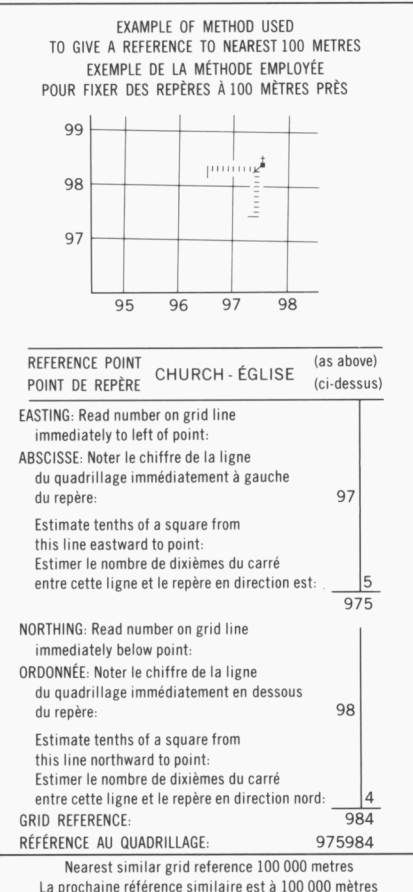 EXAMPLE OF METHOD USED
TO GIVE A REFERENCE TO NEAREST 100 METRES
EXEMPLE DE LA MÉTHODE EMPLOYÉE
POUR FIXER DES REPÈRES À 100 MÈTRES PRÈS
99
98
97
95 96 97 98
REFERENCE POINT
POINT DE REPÈRE
CHURCH - ÉGLISE
(as above)
(ci-dessus)
EASTING: Read number on grid line
immediately to left of point:
ABSCISSE: Noter le chiffre de la ligne
du quadrillage immédiatement à gauche
du repère: 97
Estimate tenths of a square from
this line eastward to point:
Estimer le nombre de dixièmes du carré
entre cette ligne et le repère en direction est: 5
975
NORTHING: Read number on grid line
immediately below point:
ORDONNÉE: Noter le chiffre de la ligne
du quadrillage immédiatement en dessous
du repère: 98
Estimate tenths of a square from
this line northward to point:
Estimer le nombre de dixièmes du carré
entre cette ligne et le repère en direction nord: 4
GRID REFERENCE: 984
RÉFÉRENCE AU QUADRILLAGE: 975984
Nearest similar grid reference 100 000 metres
La prochaine référence similaire est à 100 000 mètres